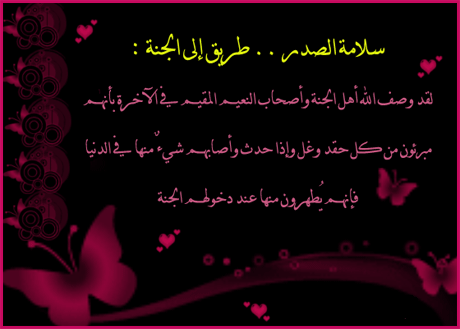 سلامة الصدر . . طريق إلى الجنة :
لقد وصف الله أهل الجنة وأصحاب النعيم المقيم في الآخرة بأنهم
مبرئون من كل حقد وغل وإذا حدث وأصابهم شيءٌ منها في الدنيا
فإنهم يُطهرون منها عند دخولهم الجنة